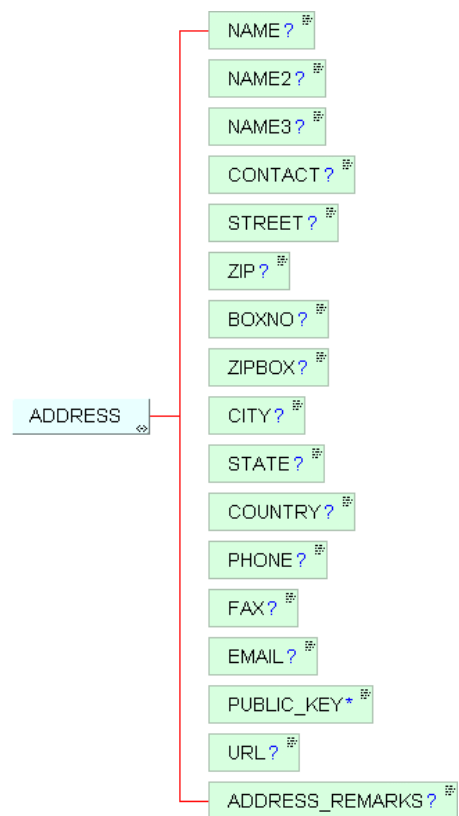 NAME?
NAME2?
NAME3?
CONTACT?
STREET?
ZIP?
BOXNO?
ZIPBOX?
ADDRESS
CITY?
STATE?
COUNTRY?
PHONE?
FAX?
EMAIL?
PUBLIC_KEY*
URL?
ADDRESS_REMARKS?